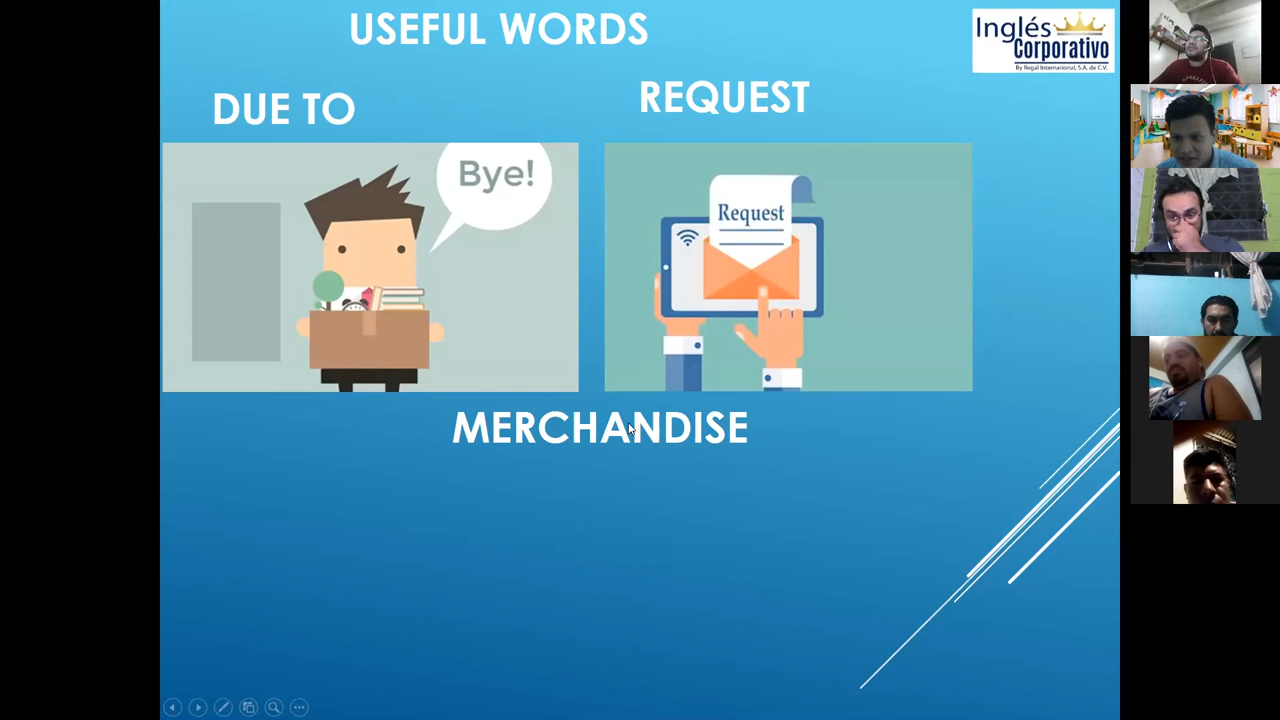 USEFUL WORDS
Inglés
Corporativo
By Regal International, S.A. de C.V.
DUE TO
REQUEST
Bye!
Request
MERCHANDISE